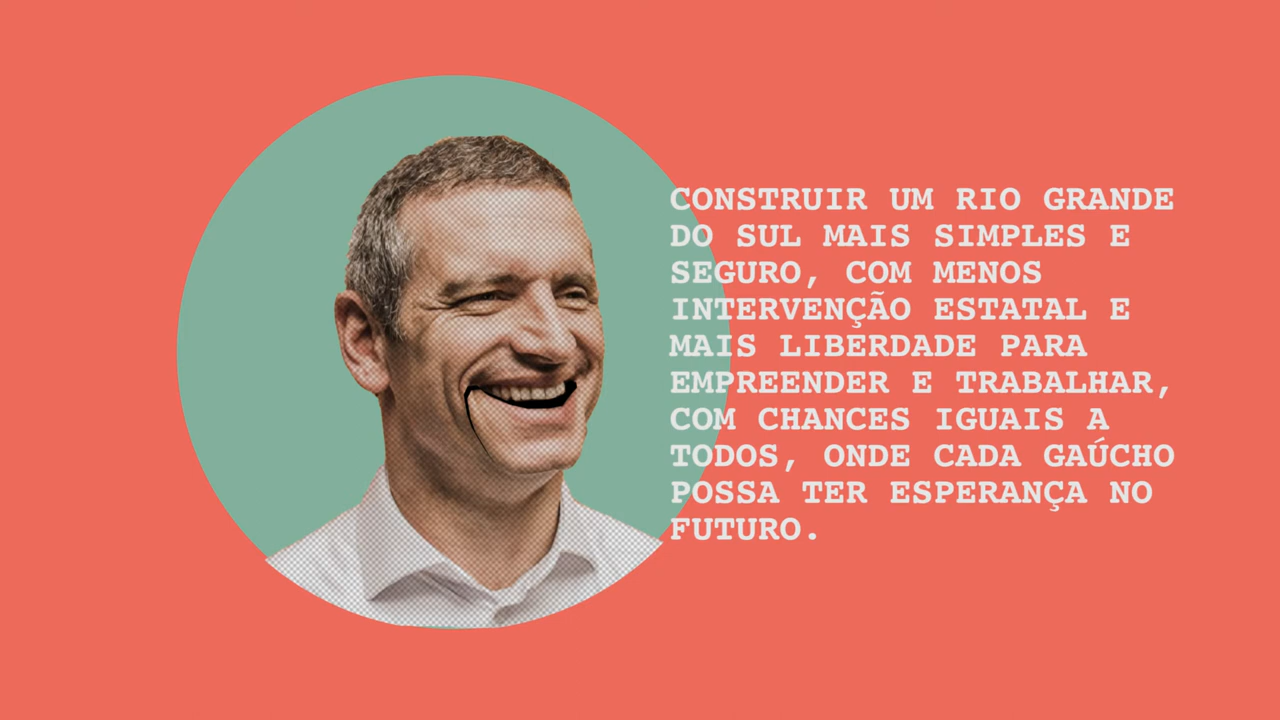 CONSTRUIR UM RIO GRANDE
DO SUL MAIS SIMPLES E
SEGURO, COM MENOS
INTERVENÇÃO ESTATAL E
MAIS LIBERDADE PARA
EMPREENDER E TRABALHAR,
COM CHANCES IGUAIS A
TODOS, ONDE CADA GAÚCHO
POSSA TER ESPERANÇA NO
FUTURO.